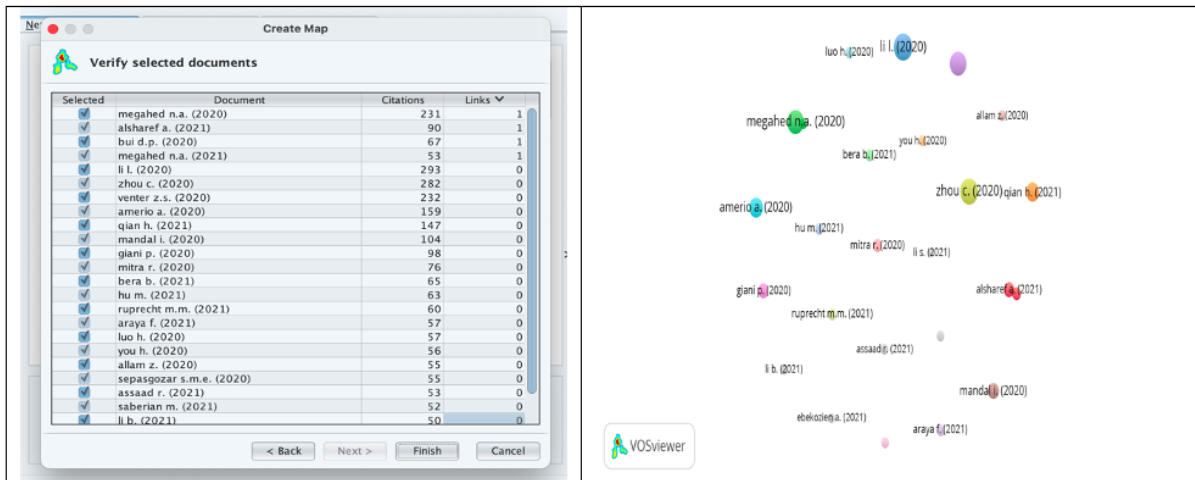 Ne
Create Map
Verify selected documents
Selected Document Citations Links
megahed n.a. (2020) 231 1
alsharef a. (2021) 90 1
bui d.p. (2020) 67 1
megahed n.a. (2021) 53 1
li l. (2020) 293 0
zhou c. (2020) 282 0
venter z.s. (2020) 232 0
amerio a. (2020) 159 0
qian h. (2021) 147 0
mandal i. (2020) 104 0
giani p. (2020) 98 0
mitra r. (2020) 76 0
bera b. (2021) 65 0
hu m. (2021) 63 0
ruprecht m.m. (2021) 60 0
araya f. (2021) 57 0
luo h. (2020) 57 0
you h. (2020) 56 0
allam z. (2020) 55 0
sepasgozar s.m.e. (2020) 55 0
assaad r. (2021) 53 0
saberian m. (2021) 52 0
li b. (2021) 50 0
< Back Next > Finish Cancel
luo h. (2020) li l. (2020)
allam z. (2020)
megahed n.a. (2020)
you h. (2020)
bera b. (2021)
zhou c. (2020) qian h. (2021)
amerio a. (2020)
hu m. (2021)
mitra r. (2020) li s. (2021)
giani p. (2020) alsharef a. (2021)
ruprecht m.m. (2021)
assaad r. (2021)
li b. (2021)
mandal i. (2020)
ebekozien a. (2021)
araya f. (2021)
VOSviewer